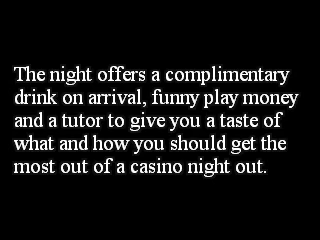 The night offers a complimentary
drink on arrival, funny play money
and a tutor to give you a taste of
what and how you should get the
most out of a casino night out.